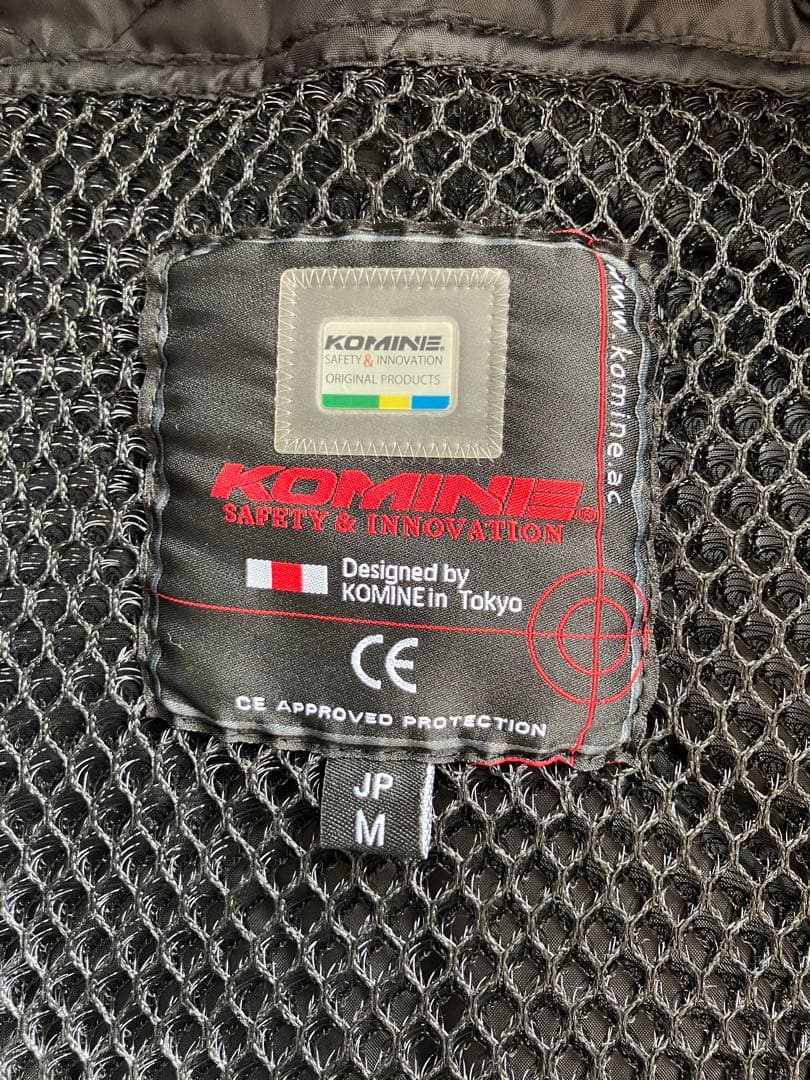 KOMINE®
SAFETY & INNOVATION
ORIGINAL PRODUCTS
www.komine.ac
KOMINE®
SAFETY & INNOVATION
Designed by
KOMINE in Tokyo
CE
CE APPROVED PROTECTION
JP
M